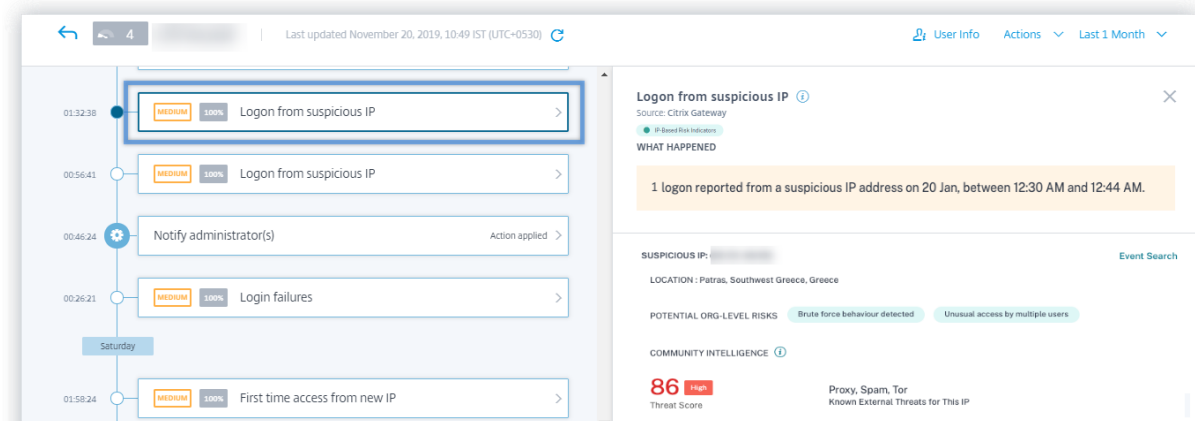 4
Last updated November 20, 2019, 10:49 IST (UTC+0530)
User Info
Actions
Last 1 Month
01:32:38
MEDIUM
100%
Logon from suspicious IP
00:56:41
MEDIUM
100%
Logon from suspicious IP
00:46:24
Notify administrator(s)
Action applied
00:26:21
MEDIUM
100%
Login failures
Saturday
01:58:24
MEDIUM
100%
First time access from new IP
Logon from suspicious IP
Source: Citrix Gateway
IP-Based Risk Indicators
WHAT HAPPENED
1 logon reported from a suspicious IP address on 20 Jan, between 12:30 AM and 12:44 AM.
SUSPICIOUS IP:
Event Search
LOCATION : Patras, Southwest Greece, Greece
POTENTIAL ORG-LEVEL RISKS
Brute force behaviour detected
Unusual access by multiple users
COMMUNITY INTELLIGENCE
86
High
Threat Score
Proxy, Spam, Tor
Known External Threats for This IP